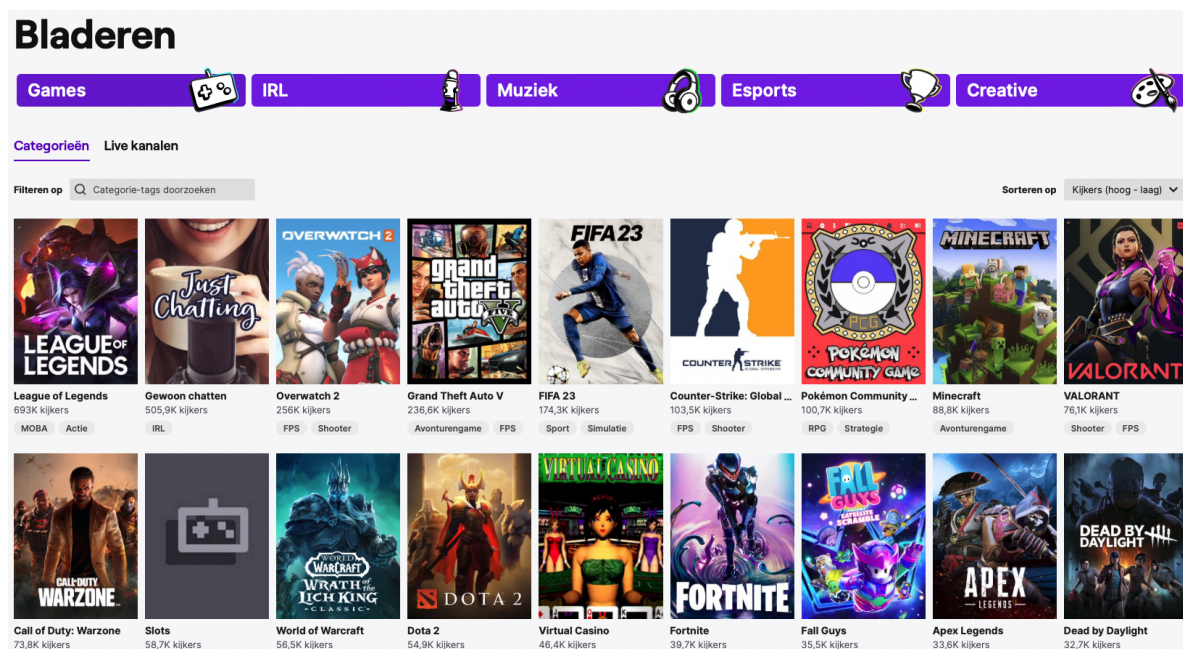 Bladeren
Games
IRL
Muziek
Esports
Creative
Categorieën
Live kanalen
Filteren op
Categorie-tags doorzoeken
Sorteren op
Kijkers (hoog - laag)
LEAGUE OF
LEGENDS
Just
Chatting
OVERWATCH 2
grand
theft
auto
FIVE
FIFA 23
COUNTER STRIKE
GLOBAL OFFENSIVE
PCG
POKéMON
COMMUNITY GAME
MINECRAFT
VALORANT
League of Legends
693K kijkers
MOBA Actie
Gewoon chatten
505,9K kijkers
IRL
Overwatch 2
256K kijkers
FPS Shooter
Grand Theft Auto V
236,6K kijkers
Avonturengame FPS
FIFA 23
174,3K kijkers
Sport Simulatie
Counter-Strike: Global ...
103,5K kijkers
FPS Shooter
Pokémon Community ...
100,7K kijkers
RPG Strategie
Minecraft
88,8K kijkers
Avonturengame
VALORANT
76,1K kijkers
Shooter FPS
CALL OF DUTY
WARZONE
WORLD
WARCRAFT
WRATH OF THE
LICH KING
CLASSIC
DOTA 2
VIRTUAL CASINO
FORTNITE
FALL
GUYS
SATELLITE
SCRAMBLE
APEX
LEGENDS
DEAD BY
DAYLIGHT
Call of Duty: Warzone
73,8K kijkers
Slots
58,7K kijkers
World of Warcraft
56,5K kijkers
Dota 2
54,9K kijkers
Virtual Casino
46,4K kijkers
Fortnite
39,7K kijkers
Fall Guys
35,5K kijkers
Apex Legends
33,6K kijkers
Dead by Daylight
32,7K kijkers